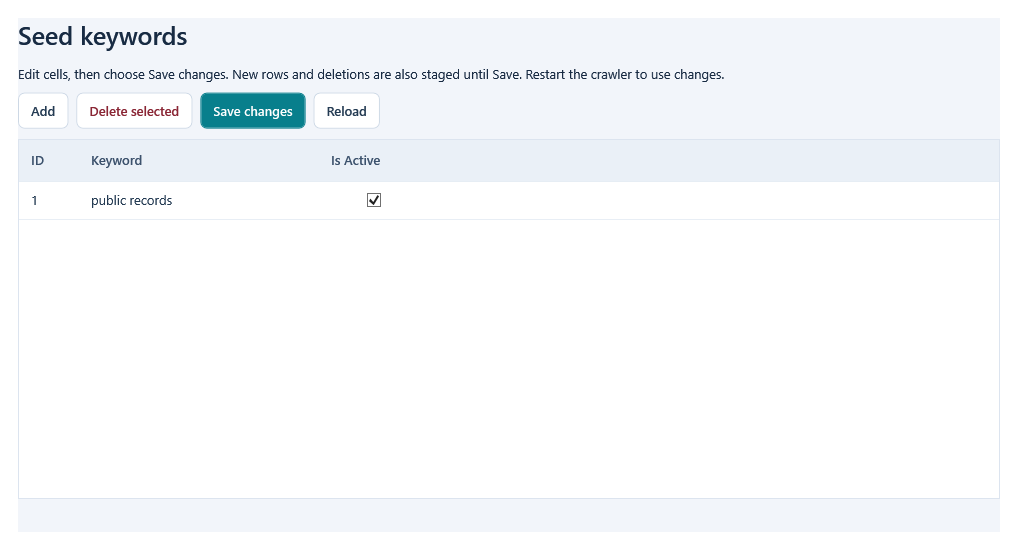 Seed keywords
Edit cells, then choose Save changes. New rows and deletions are also staged until Save. Restart the crawler to use changes.
Add Delete selected Save changes Reload
ID Keyword Is Active
1 public records